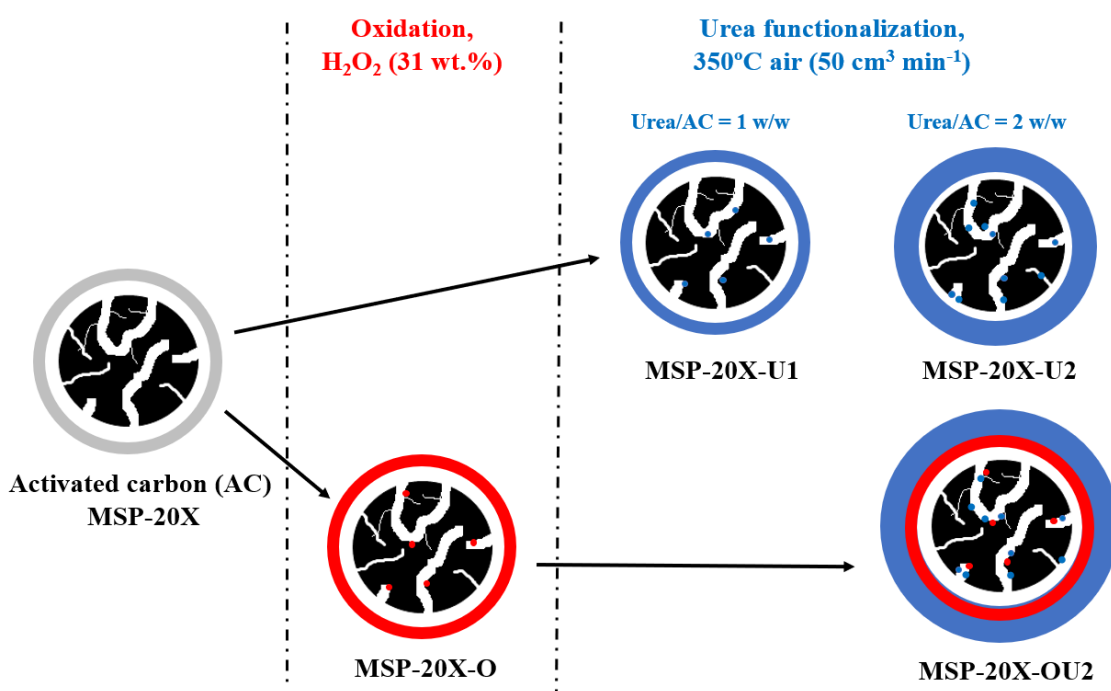 Oxidation,
H₂O₂ (31 wt.%)
Urea functionalization,
350ºC air (50 cm³ min⁻¹)
Urea/AC = 1 w/w
Urea/AC = 2 w/w
MSP-20X-U1
MSP-20X-U2
Activated carbon (AC)
MSP-20X
MSP-20X-O
MSP-20X-OU2